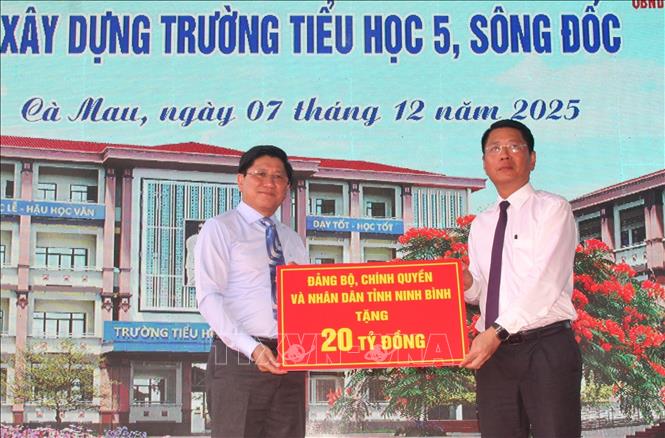 UBND
XÂY DỰNG TRƯỜNG TIỂU HỌC 5, SÔNG ĐỐC
Cà Mau, ngày 07 tháng 12 năm 2025
LỄ - HẬU HỌC VĂN
DẠY TỐT - HỌC TỐT
TRƯỜNG TIỂU
ĐẢNG BỘ, CHÍNH QUYỀN
VÀ NHÂN DÂN TỈNH NINH BÌNH
TẶNG
20 TỶ ĐỒNG